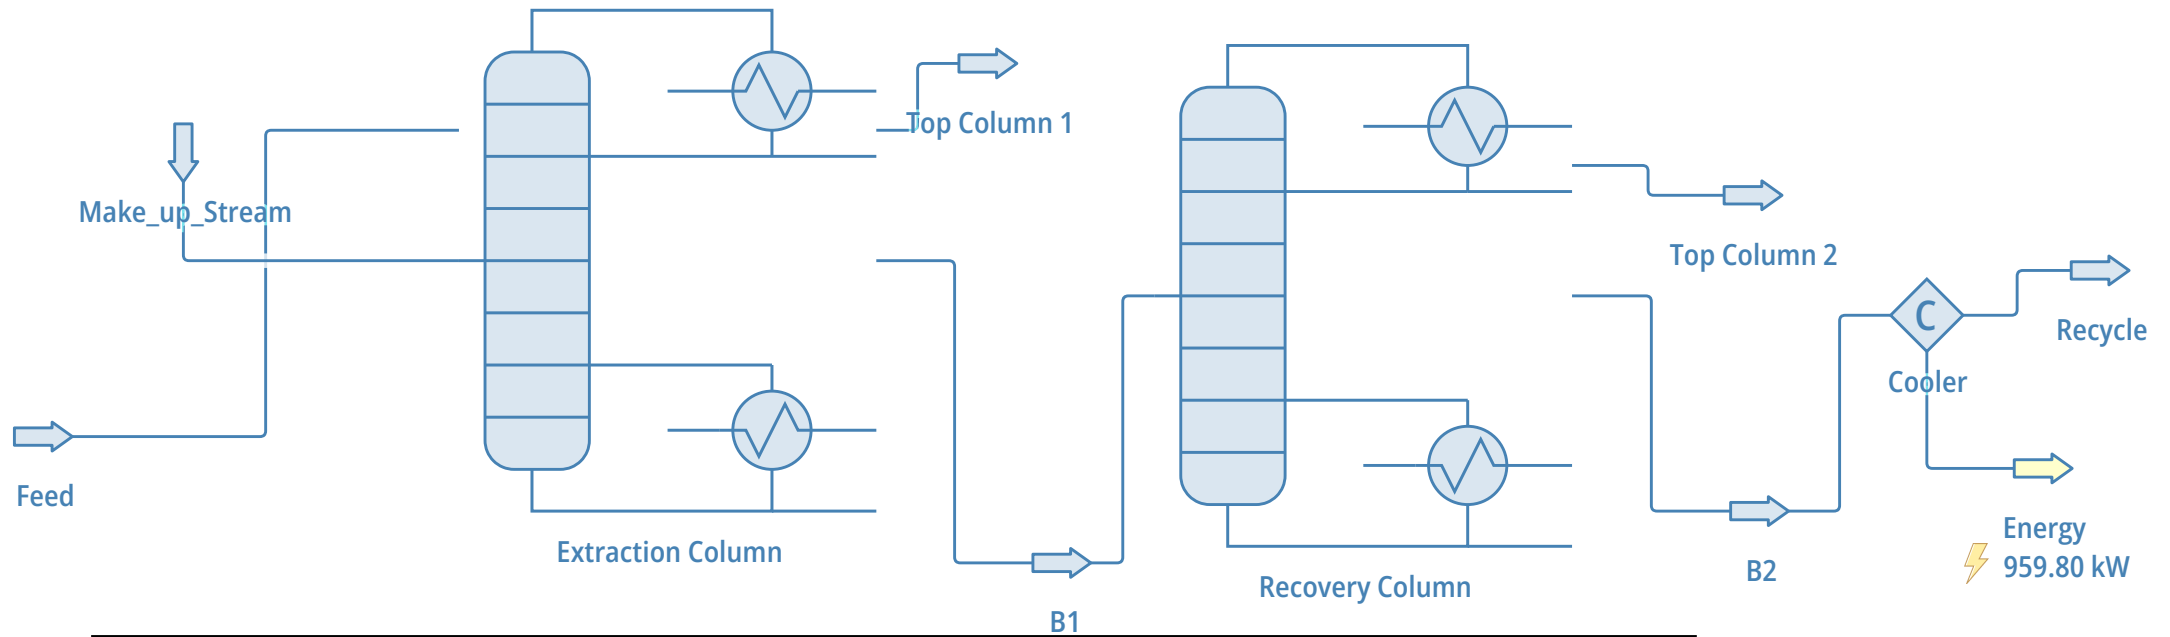 Top Column 1
Make_up_Stream
Top Column 2
Recycle
C
Cooler
Feed
Extraction Column
Energy
959.80 kW
B2
Recovery Column
B1